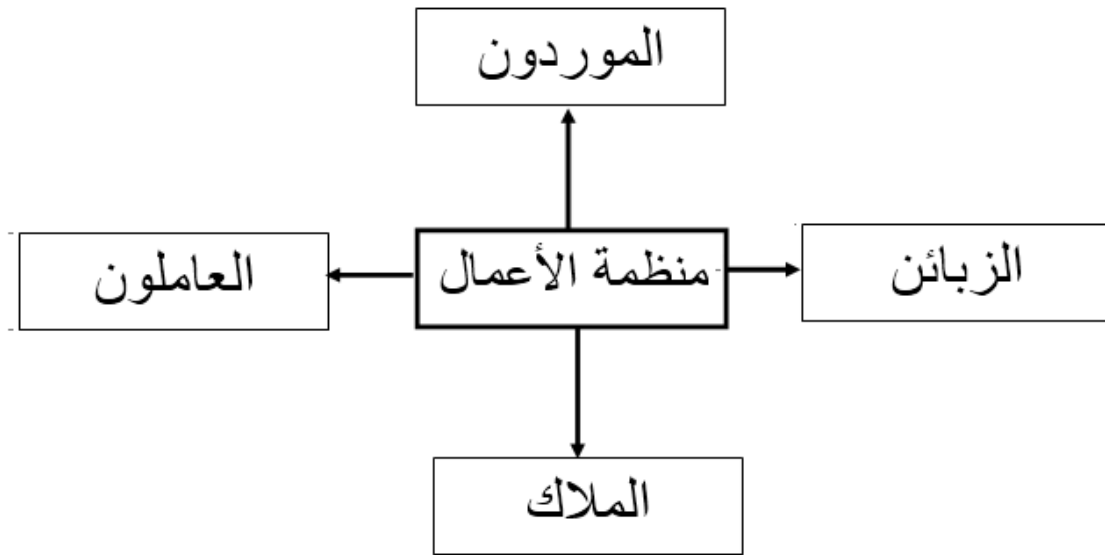 الموردون
الزبائن
منظمة الأعمال
العاملون
الملاك